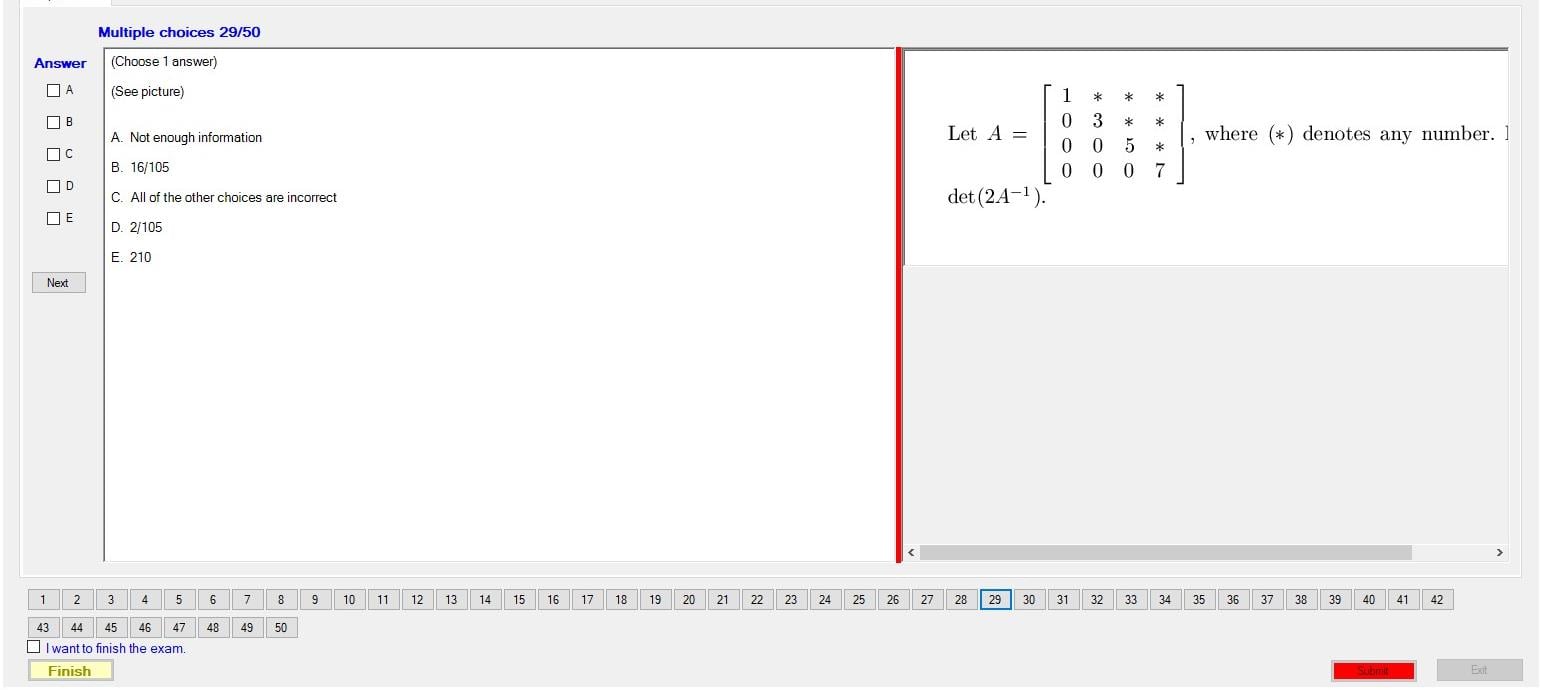 Multiple choices 29/50
Answer
A
B
C
D
E
Next
(Choose 1 answer)
(See picture)
A. Not enough information
B. 16/105
C. All of the other choices are incorrect
D. 2/105
E. 210
Let A = [ 1 * * *
0 3 * *
0 0 5 *
0 0 0 7 ], where (*) denotes any number.
det(2A⁻¹).
1 2 3 4 5 6 7 8 9 10 11 12 13 14 15 16 17 18 19 20 21 22 23 24 25 26 27 28 29 30 31 32 33 34 35 36 37 38 39 40 41 42
43 44 45 46 47 48 49 50
I want to finish the exam.
Finish
Submit
Exit